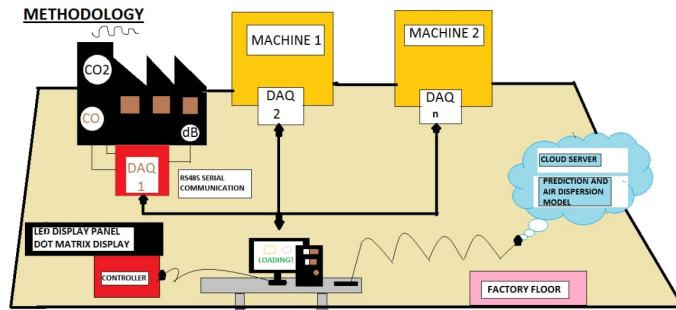 METHODOLOGY
CO2
CO
dB
DAQ
1
MACHINE 1
DAQ
2
MACHINE 2
DAQ
n
RS485 SERIAL
COMMUNICATION
CLOUD SERVER
PREDICTION AND
AIR DISPERSION
MODEL
LED DISPLAY PANEL
DOT MATRIX DISPLAY
CONTROLLER
LOADING!
FACTORY FLOOR